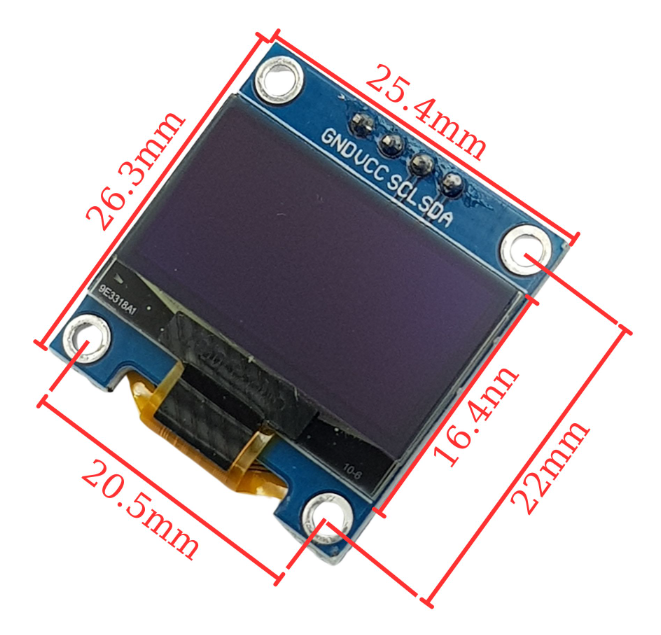 25.4mm
26.3mm
GND VCC SCL SDA
9E3318A1
10-6
16.4nn
22mm
20.5mm